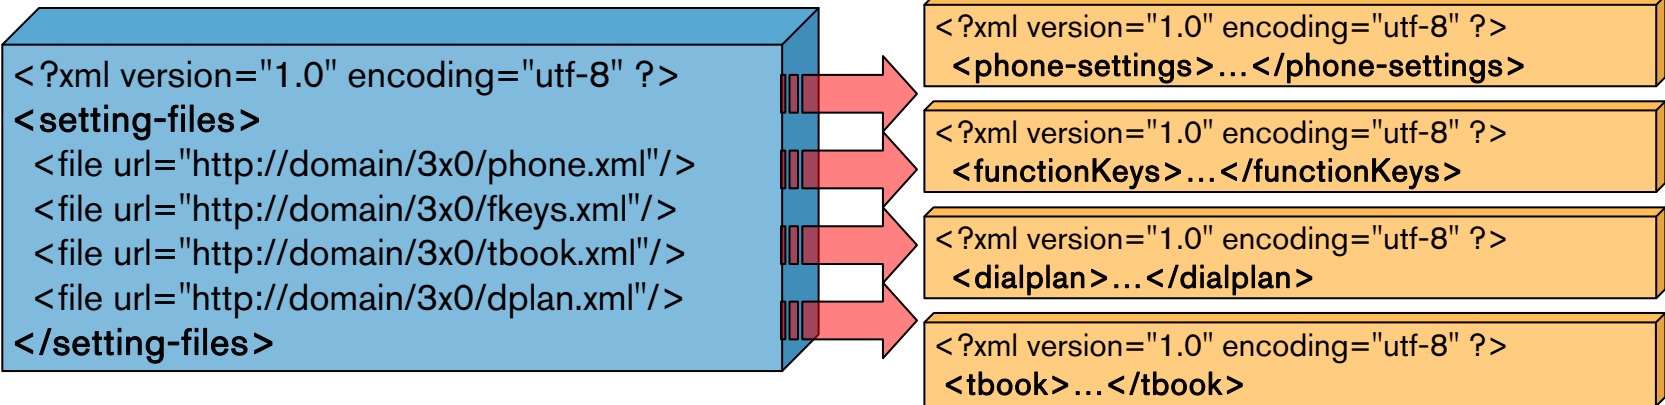 <?xml version="1.0" encoding="utf-8" ?>
<setting-files>
<file url="http://domain/3x0/phone.xml"/>
<file url="http://domain/3x0/fkeys.xml"/>
<file url="http://domain/3x0/tbook.xml"/>
<file url="http://domain/3x0/dplan.xml"/>
</setting-files>
<?xml version="1.0" encoding="utf-8" ?>
<phone-settings>...</phone-settings>
<?xml version="1.0" encoding="utf-8" ?>
<functionKeys>...</functionKeys>
<?xml version="1.0" encoding="utf-8" ?>
<dialplan>...</dialplan>
<?xml version="1.0" encoding="utf-8" ?>
<tbook>...</tbook>